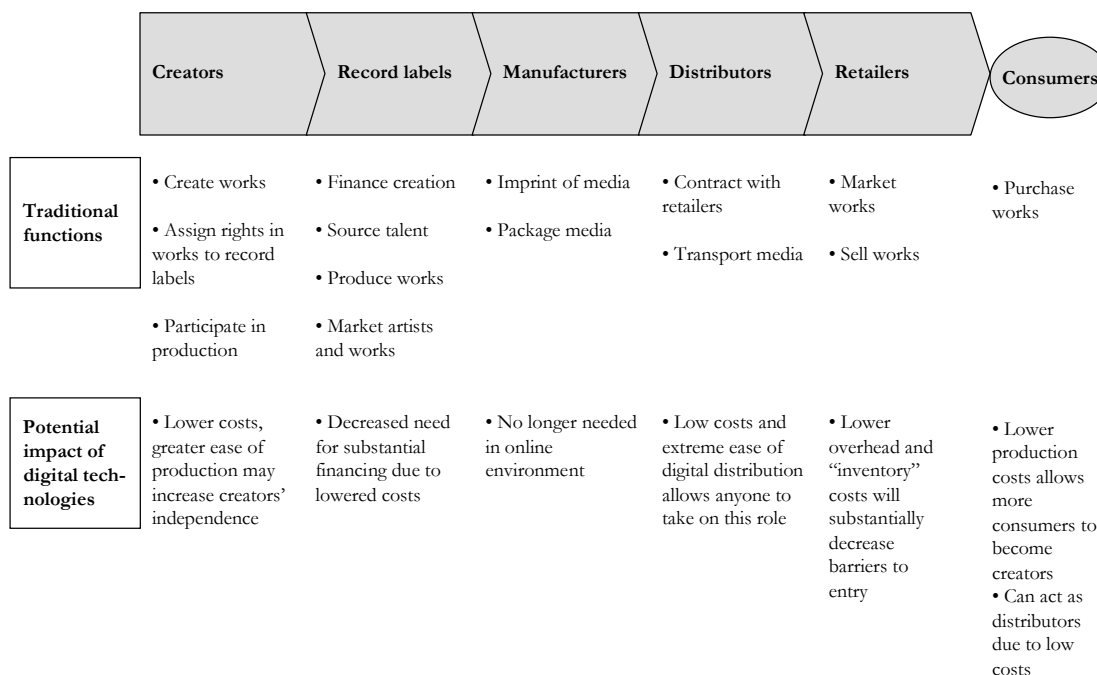 Creators
Record labels
Manufacturers
Distributors
Retailers
Consumers
Traditional
functions
• Create works
• Assign rights in
works to record
labels
• Participate in
production
• Finance creation
• Source talent
• Produce works
• Market artists
and works
• Imprint of media
• Package media
• Contract with
retailers
• Transport media
• Market
works
• Sell works
• Purchase
works
Potential
impact of
digital tech-
nologies
• Lower costs,
greater ease of
production may
increase creators’
independence
• Decreased need
for substantial
financing due to
lowered costs
• No longer needed
in online
environment
• Low costs and
extreme ease of
digital distribution
allows anyone to
take on this role
• Lower
overhead and
“inventory”
costs will
substantially
decrease
barriers to
entry
• Lower
production
costs allows
more
consumers to
become
creators
• Can act as
distributors
due to low
costs